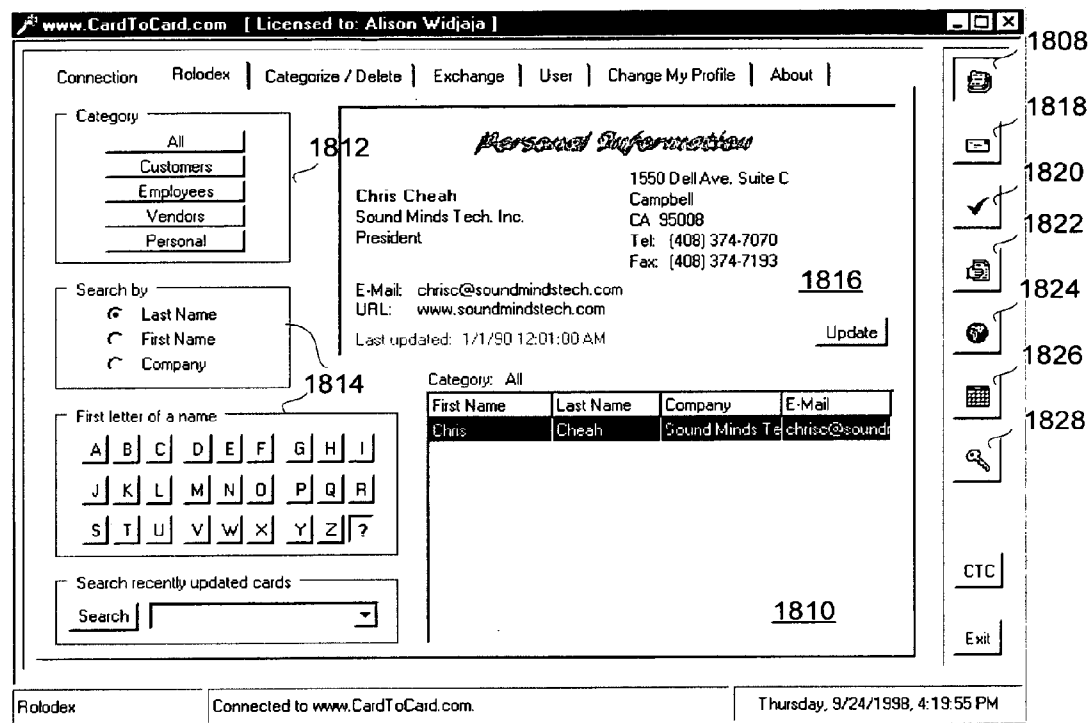 www.CardToCard.com [ Licensed to: Alison Widjaja ]
1808
Connection Rolodex Categorize / Delete Exchange User Change My Profile About
1818
Category
All
Customers
Employees
Vendors
Personal
1812
Personal Information
Chris Cheah
Sound Minds Tech. Inc.
President
1550 Dell Ave. Suite C
Campbell
CA 95008
Tel: (408) 374-7070
Fax: (408) 374-7193
E-Mail: chrisc@soundmindstech.com
URL: www.soundmindstech.com
Last updated: 1/1/90 12:01:00 AM
1816
Update
1820
1822
1824
1826
1828
Search by
Last Name
First Name
Company
1814
First letter of a name
A B C D E F G H I
J K L M N O P Q R
S T U V W X Y Z ?
Search recently updated cards
Search
Category: All
First Name Last Name Company E-Mail
Chris Cheah Sound Minds Te chrisc@soundr
1810
CTC
Exit
Rolodex Connected to www.CardToCard.com. Thursday, 9/24/1998, 4:19:55 PM